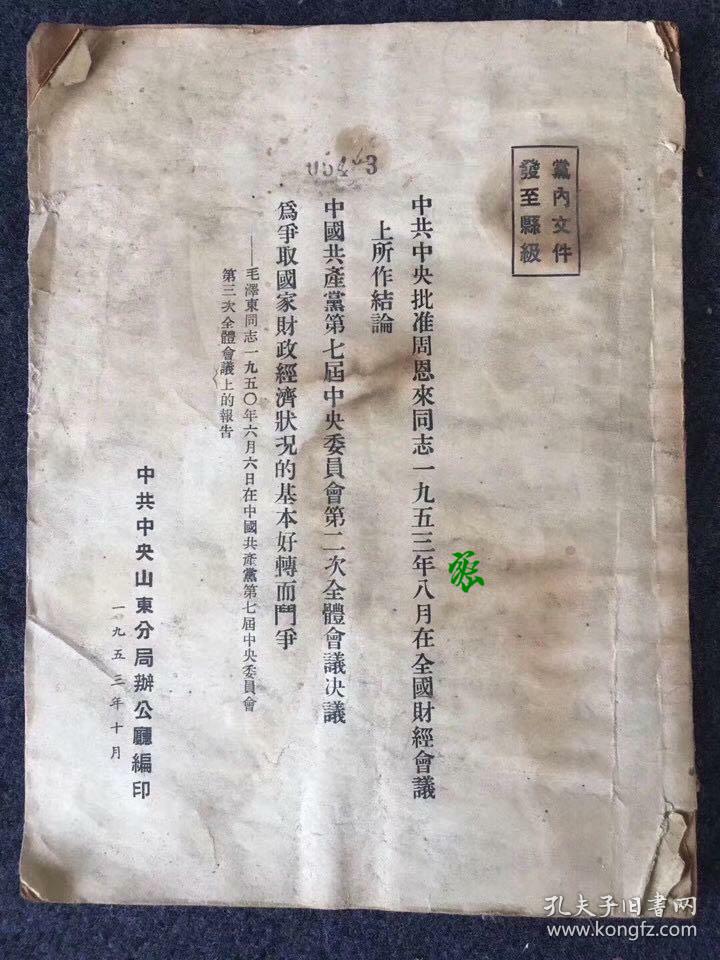 黨內文件
發至縣級
0643
中共中央批准周恩來同志一九五三年八月在全國財經會議
上所作結論
中國共產黨第七屆中央委員會第二次全體會議決議
爲爭取國家財政經濟狀況的基本好轉而鬥爭
——毛澤東同志一九五〇年六月六日在中國共產黨第七屆中央委員會
第三次全體會議上的報告
中共中央山東分局辦公廳編印
一九五三年十月
孔夫子旧书网
www.kongfz.com